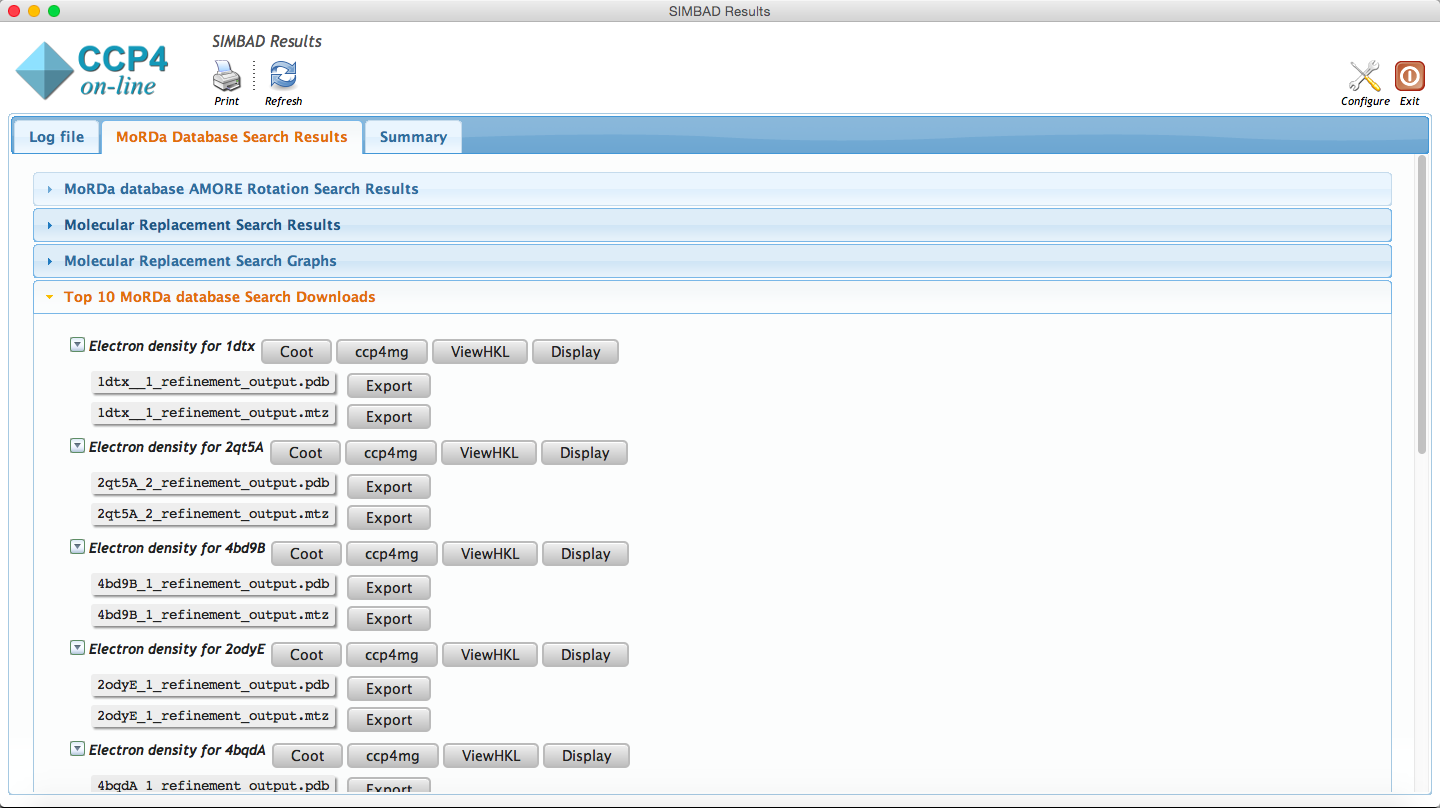 SIMBAD Results
CCP4
on-line
SIMBAD Results
Print
Refresh
Configure
Exit
Log file
MoRDa Database Search Results
Summary
MoRDa database AMORE Rotation Search Results
Molecular Replacement Search Results
Molecular Replacement Search Graphs
Top 10 MoRDa database Search Downloads
Electron density for 1dtx Coot ccp4mg ViewHKL Display
1dtx__1_refinement_output.pdb Export
1dtx__1_refinement_output.mtz Export
Electron density for 2qt5A Coot ccp4mg ViewHKL Display
2qt5A_2_refinement_output.pdb Export
2qt5A_2_refinement_output.mtz Export
Electron density for 4bd9B Coot ccp4mg ViewHKL Display
4bd9B_1_refinement_output.pdb Export
4bd9B_1_refinement_output.mtz Export
Electron density for 2odyE Coot ccp4mg ViewHKL Display
2odyE_1_refinement_output.pdb Export
2odyE_1_refinement_output.mtz Export
Electron density for 4bqdA Coot ccp4mg ViewHKL Display
4bqdA_1_refinement_output.pdb Export